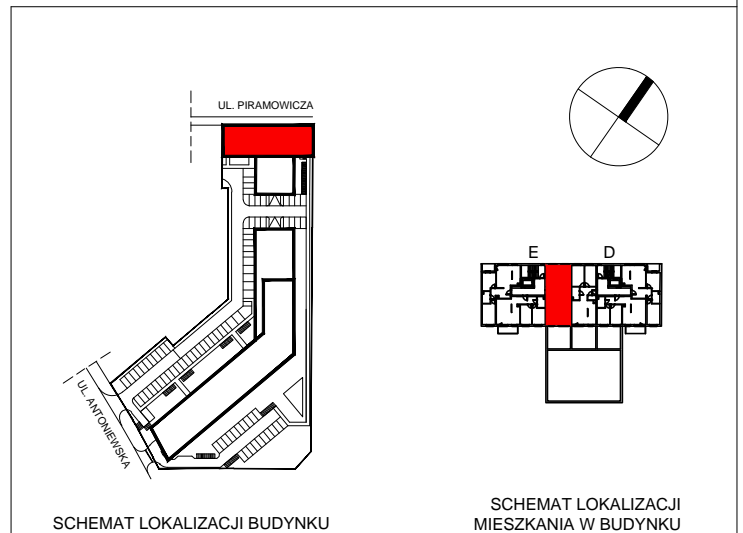 UL. PIRAMOWICZA
E
D
UL. ANTONIEWSKA
SCHEMAT LOKALIZACJI BUDYNKU
SCHEMAT LOKALIZACJI
MIESZKANIA W BUDYNKU